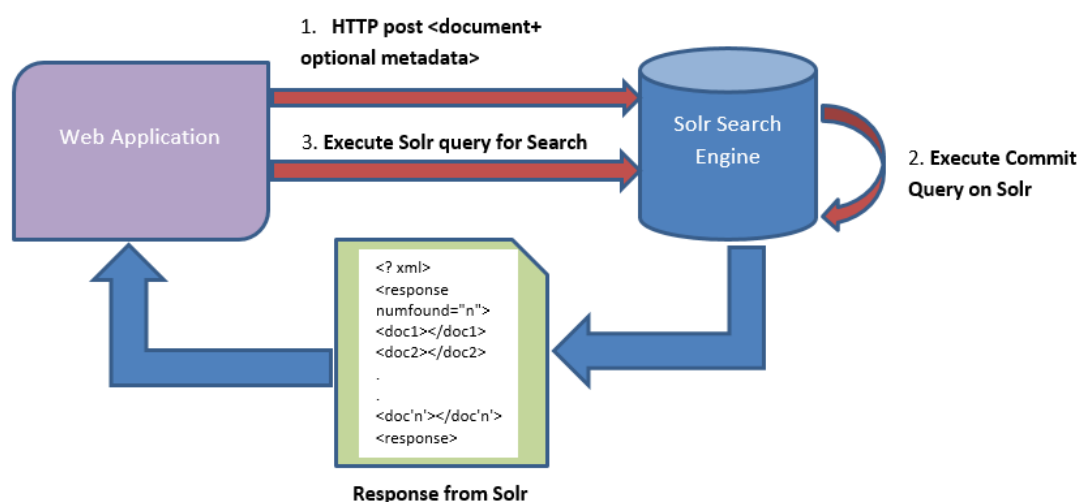 1. HTTP post <document+
optional metadata>
Web Application
3. Execute Solr query for Search
Solr Search
Engine
2. Execute Commit
Query on Solr
<? xml>
<response
numfound="n">
<doc1></doc1>
<doc2></doc2>
.
.
<doc'n'></doc'n'>
<response>
Response from Solr